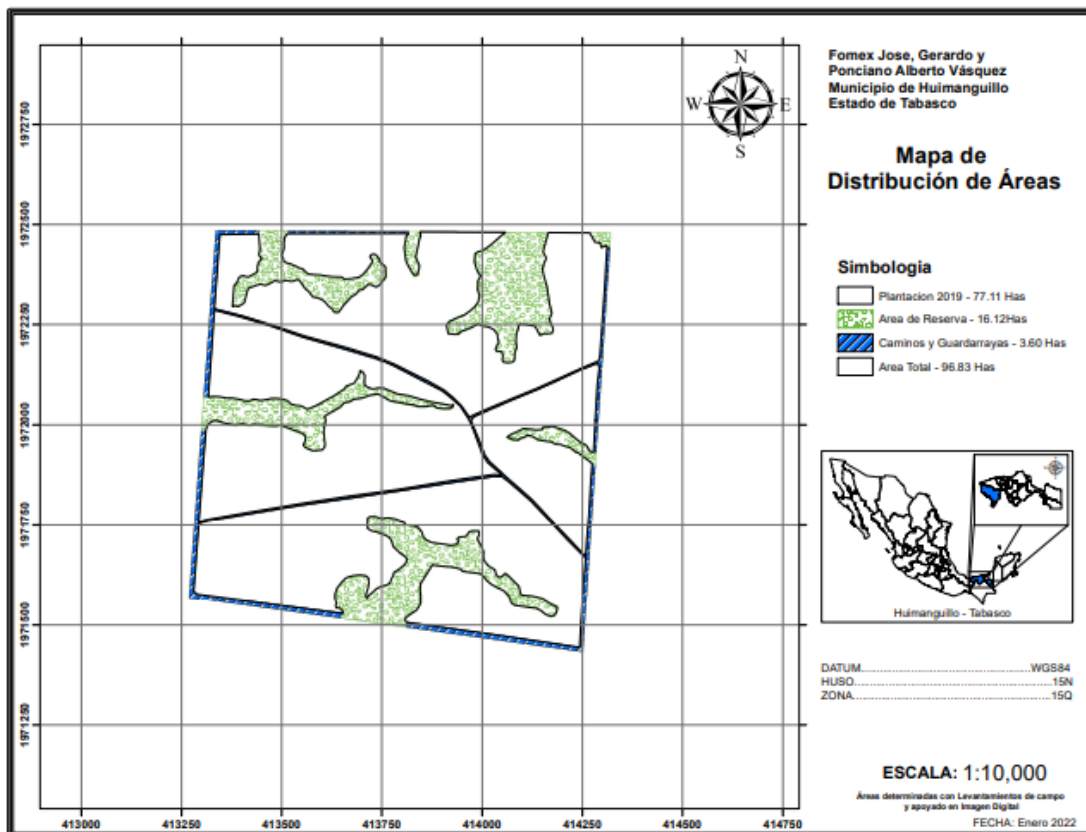 Fomex Jose, Gerardo y
Ponciano Alberto Vásquez
Municipio de Huimanguillo
Estado de Tabasco
Mapa de
Distribución de Áreas
N
W
E
S
Simbologia
Plantacion 2019 - 77.11 Has
Area de Reserva - 16.12Has
Caminos y Guardarrayas - 3.60 Has
Area Total - 96.83 Has
Huimanguillo - Tabasco
DATUM WGS84
HUSO 15N
ZONA 15Q
ESCALA: 1:10,000
Áreas determinadas con Levantamientos de campo
y apoyado en Imagen Digital
FECHA: Enero 2022
1972750
1972500
1972250
1972000
1971750
1971500
1971250
413000
413250
413500
413750
414000
414250
414500
414750